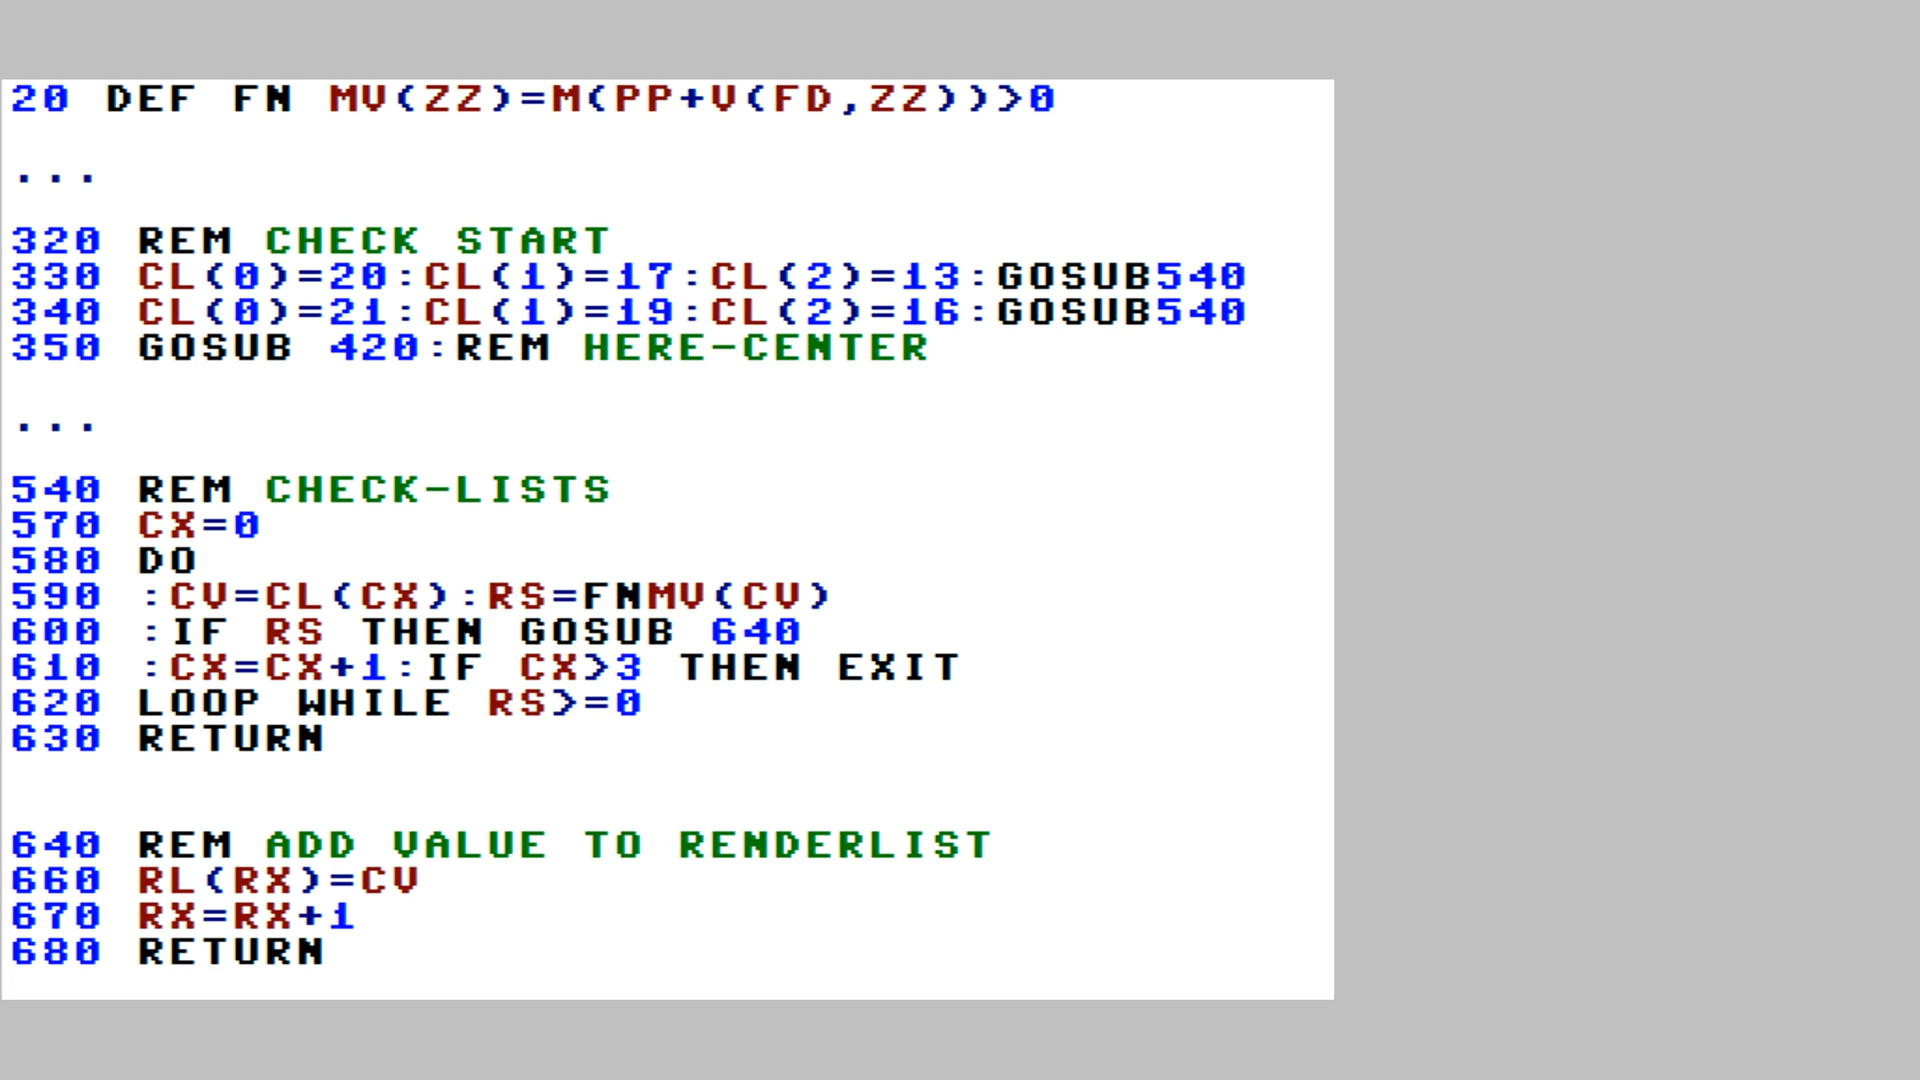 20 DEF FN MV(ZZ)=M(PP+V(FD,ZZ))>0
...
320 REM CHECK START
330 CL(0)=20:CL(1)=17:CL(2)=13:GOSUB540
340 CL(0)=21:CL(1)=19:CL(2)=16:GOSUB540
350 GOSUB 420:REM HERE-CENTER
...
540 REM CHECK-LISTS
570 CX=0
580 DO
590 :CV=CL(CX):RS=FNMV(CV)
600 :IF RS THEN GOSUB 640
610 :CX=CX+1:IF CX>3 THEN EXIT
620 LOOP WHILE RS>=0
630 RETURN
640 REM ADD VALUE TO RENDERLIST
660 RL(RX)=CV
670 RX=RX+1
680 RETURN